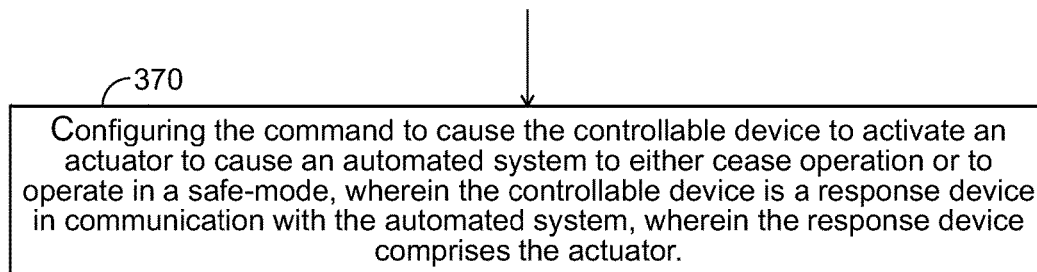 370
Configuring the command to cause the controllable device to activate an
actuator to cause an automated system to either cease operation or to
operate in a safe-mode, wherein the controllable device is a response device
in communication with the automated system, wherein the response device
comprises the actuator.